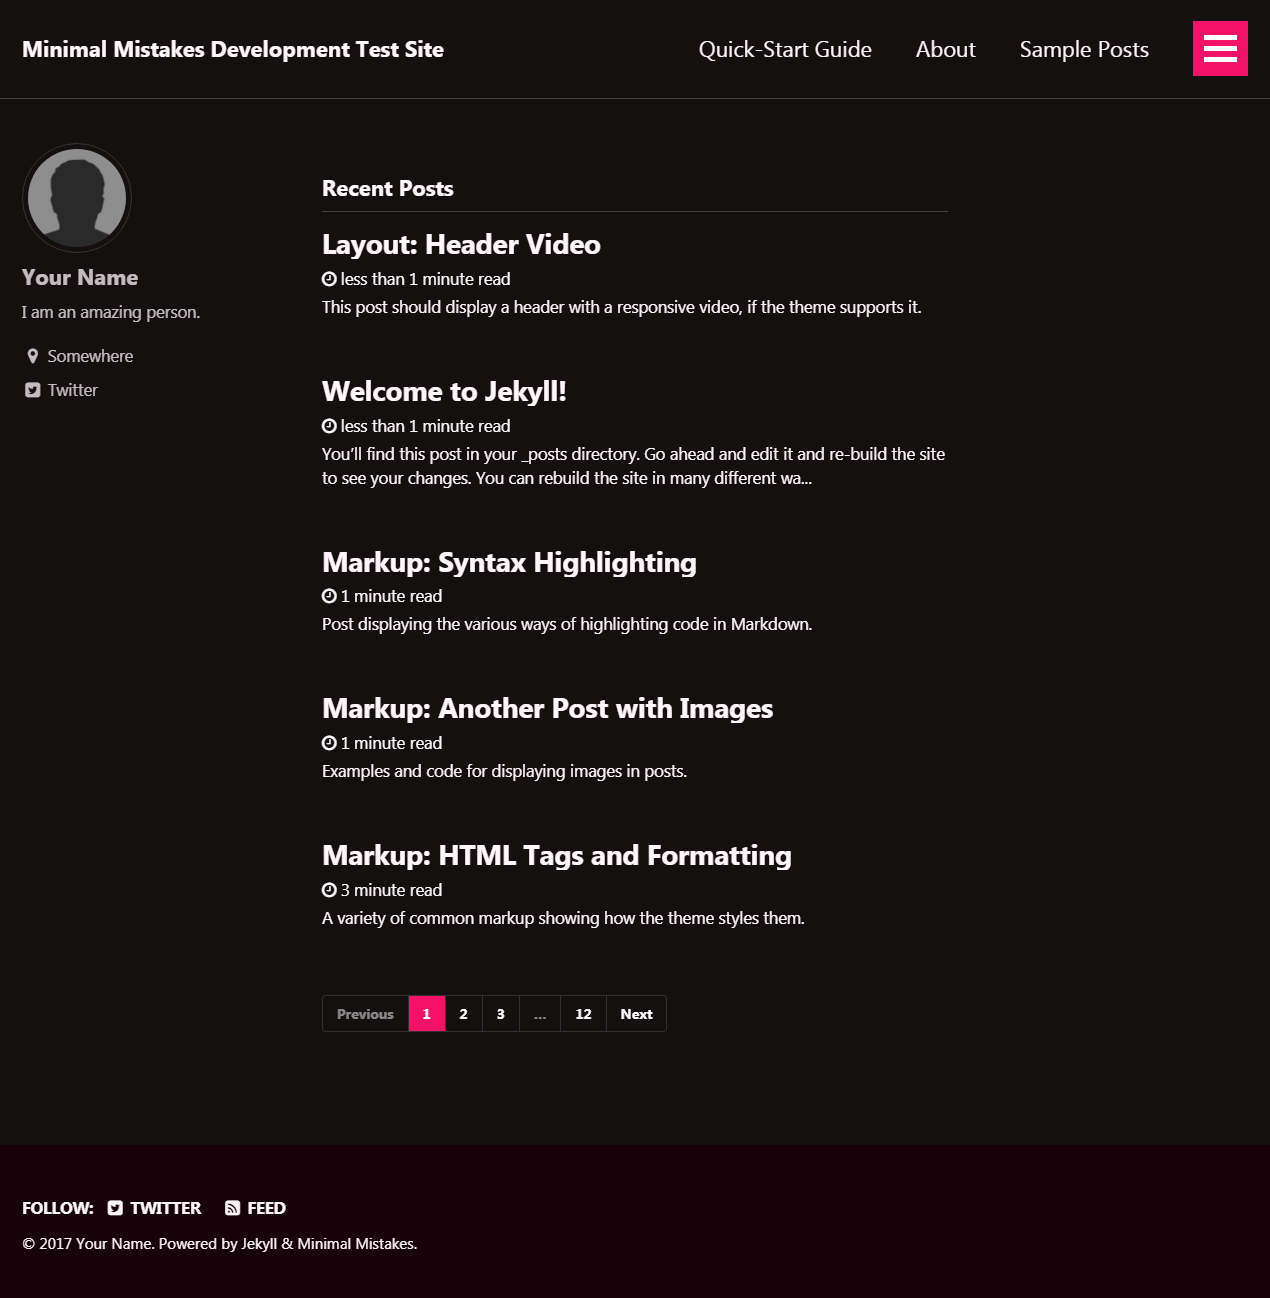 Minimal Mistakes Development Test Site
Quick-Start Guide
About
Sample Posts
Your Name
I am an amazing person.
Somewhere
Twitter
Recent Posts
Layout: Header Video
less than 1 minute read
This post should display a header with a responsive video, if the theme supports it.
Welcome to Jekyll!
less than 1 minute read
You’ll find this post in your _posts directory. Go ahead and edit it and re-build the site
to see your changes. You can rebuild the site in many different wa...
Markup: Syntax Highlighting
1 minute read
Post displaying the various ways of highlighting code in Markdown.
Markup: Another Post with Images
1 minute read
Examples and code for displaying images in posts.
Markup: HTML Tags and Formatting
3 minute read
A variety of common markup showing how the theme styles them.
Previous 1 2 3 ... 12 Next
FOLLOW: TWITTER FEED
© 2017 Your Name. Powered by Jekyll & Minimal Mistakes.